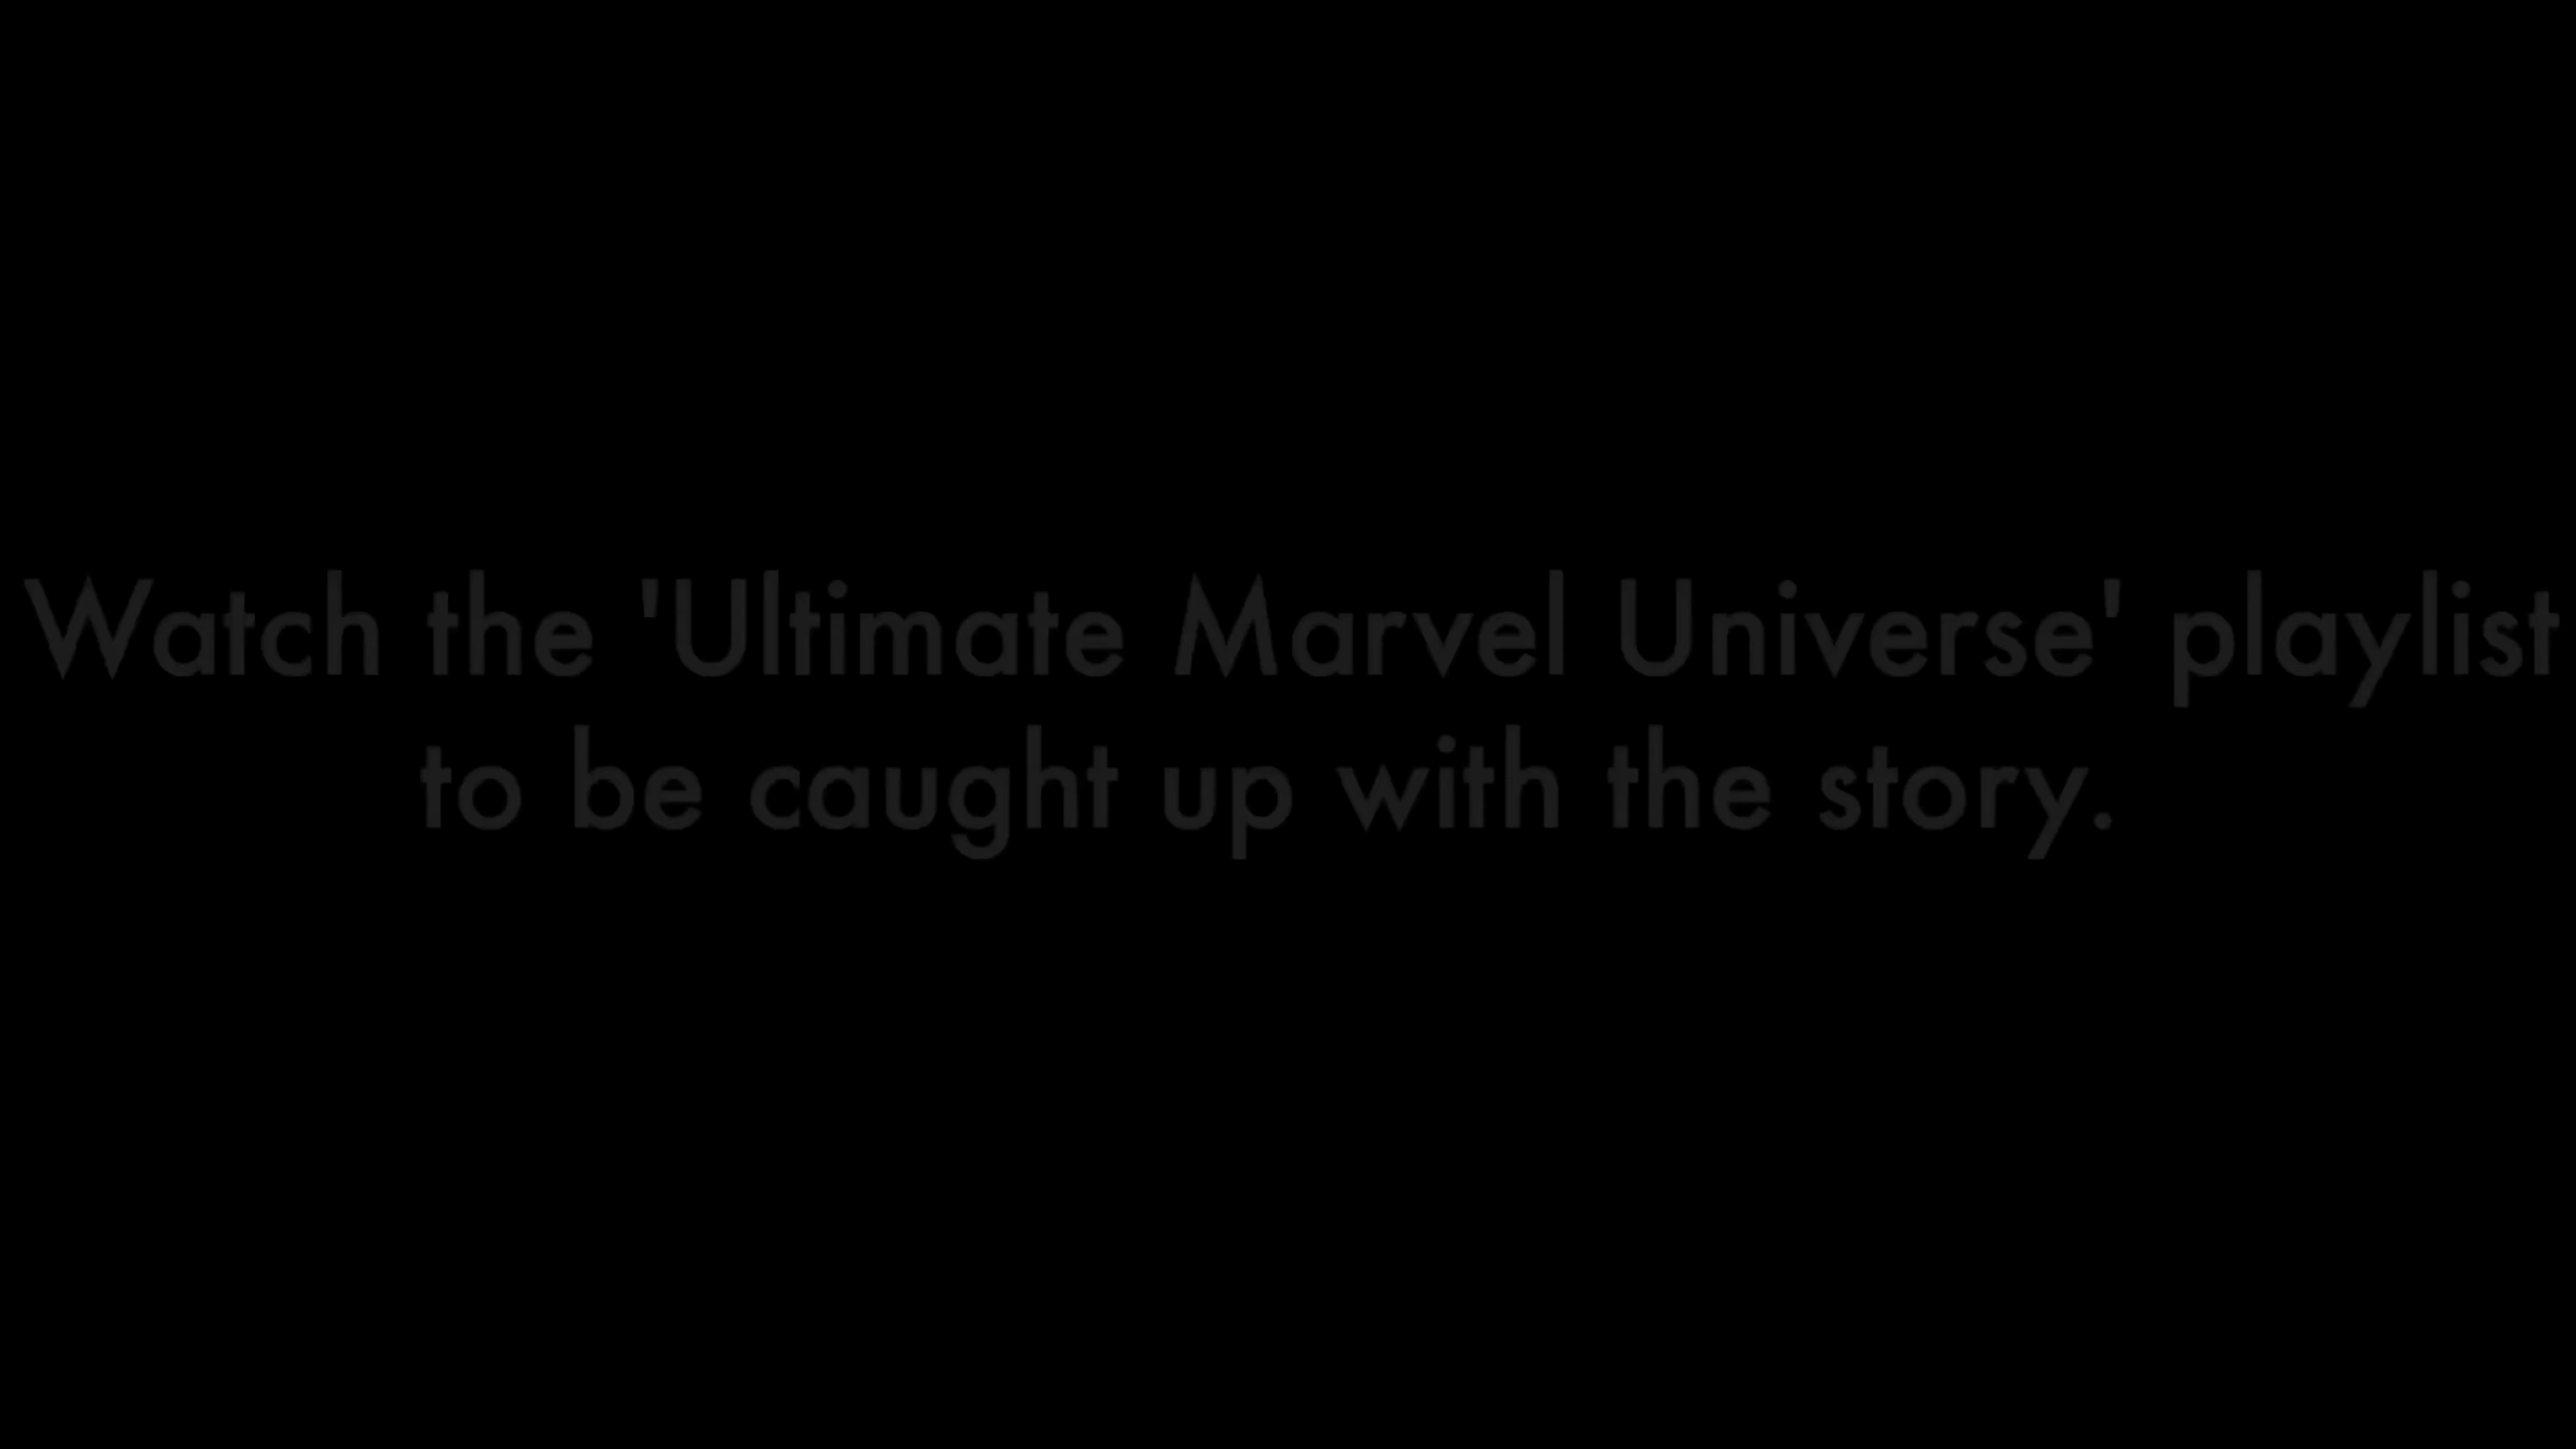 Watch the 'Ultimate Marvel Universe' playlist
to be caught up with the story.